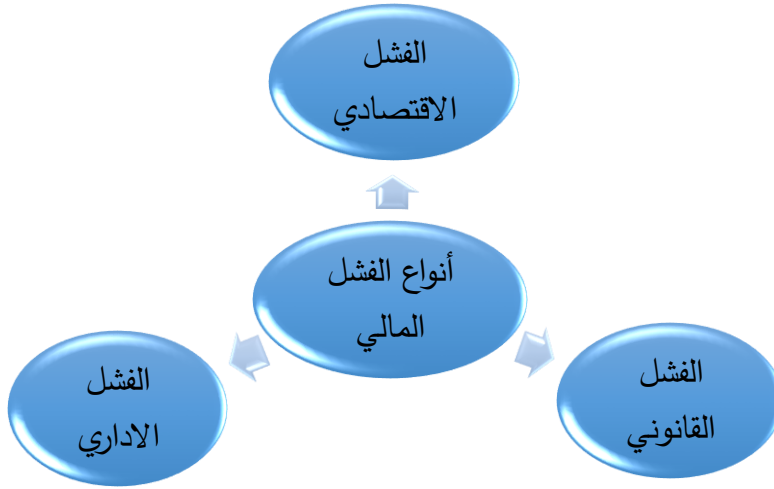 الفشل
الاقتصادي
أنواع الفشل
المالي
الفشل
القانوني
الفشل
الاداري